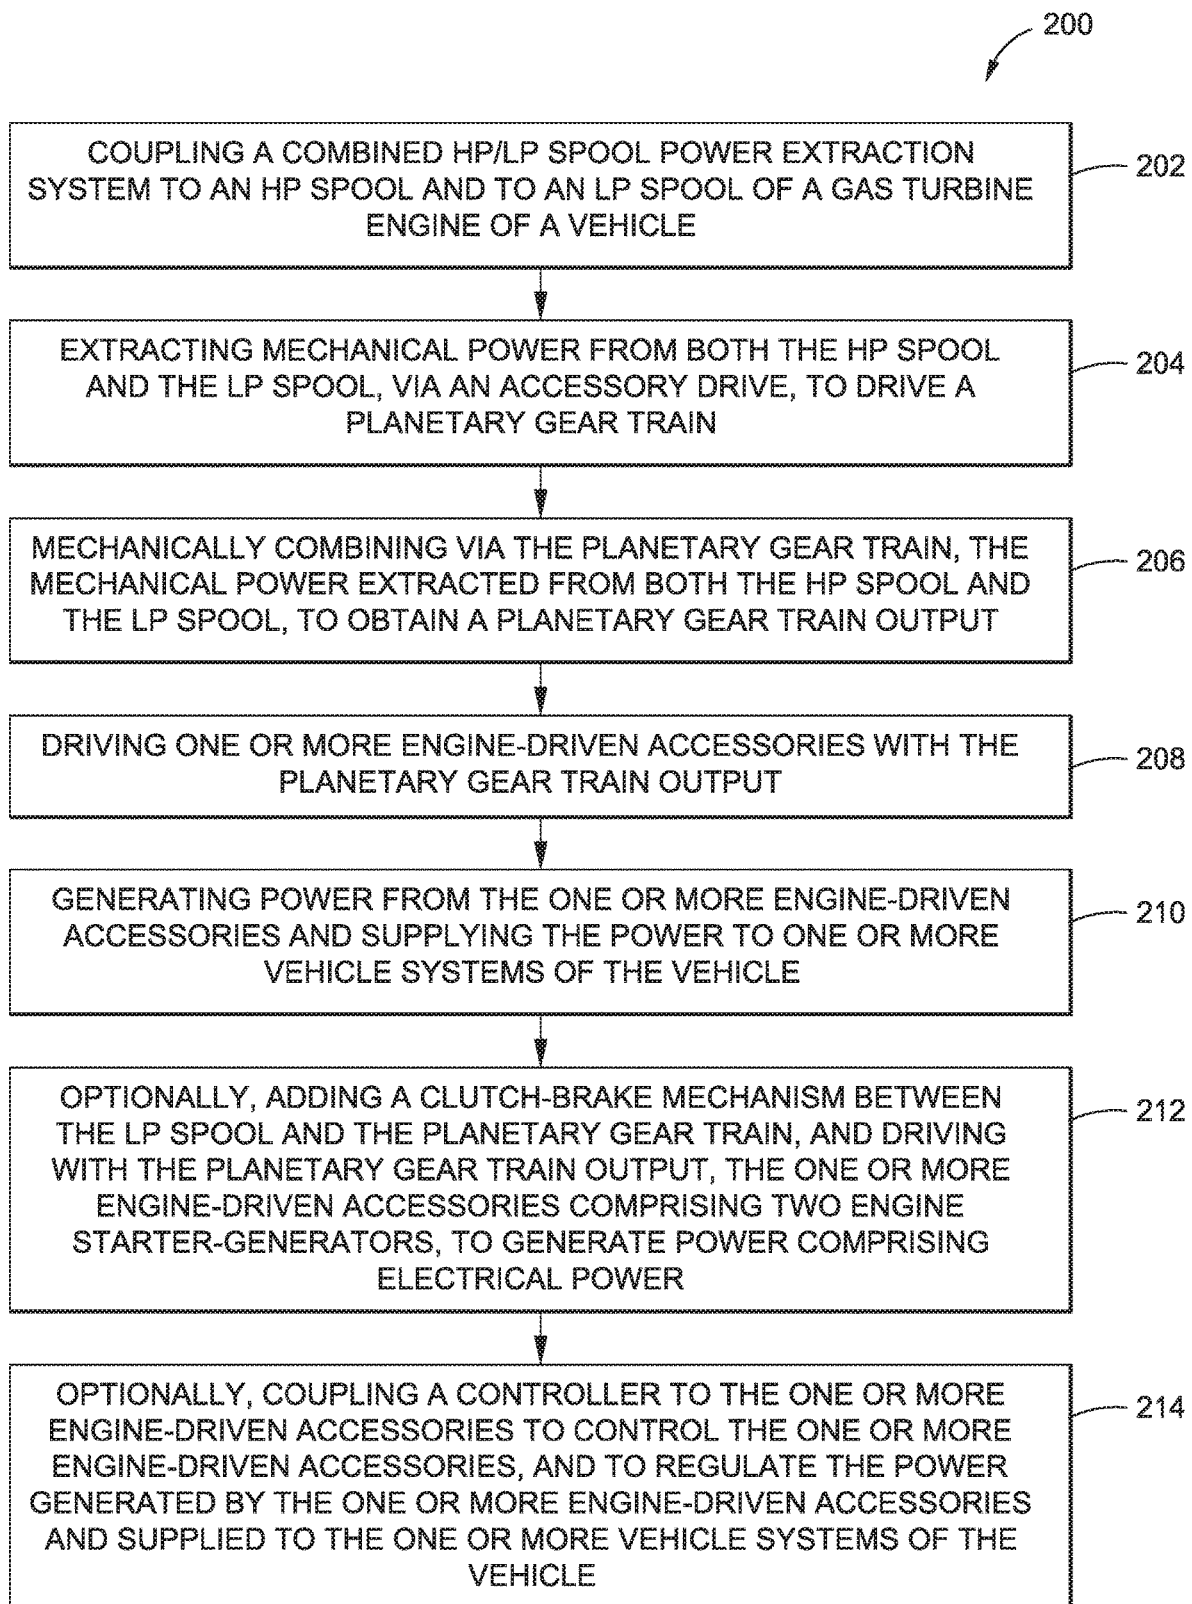 200
COUPLING A COMBINED HP/LP SPOOL POWER EXTRACTION
SYSTEM TO AN HP SPOOL AND TO AN LP SPOOL OF A GAS TURBINE
ENGINE OF A VEHICLE
202
EXTRACTING MECHANICAL POWER FROM BOTH THE HP SPOOL
AND THE LP SPOOL, VIA AN ACCESSORY DRIVE, TO DRIVE A
PLANETARY GEAR TRAIN
204
MECHANICALLY COMBINING VIA THE PLANETARY GEAR TRAIN, THE
MECHANICAL POWER EXTRACTED FROM BOTH THE HP SPOOL AND
THE LP SPOOL, TO OBTAIN A PLANETARY GEAR TRAIN OUTPUT
206
DRIVING ONE OR MORE ENGINE-DRIVEN ACCESSORIES WITH THE
PLANETARY GEAR TRAIN OUTPUT
208
GENERATING POWER FROM THE ONE OR MORE ENGINE-DRIVEN
ACCESSORIES AND SUPPLYING THE POWER TO ONE OR MORE
VEHICLE SYSTEMS OF THE VEHICLE
210
OPTIONALLY, ADDING A CLUTCH-BRAKE MECHANISM BETWEEN
THE LP SPOOL AND THE PLANETARY GEAR TRAIN, AND DRIVING
WITH THE PLANETARY GEAR TRAIN OUTPUT, THE ONE OR MORE
ENGINE-DRIVEN ACCESSORIES COMPRISING TWO ENGINE
STARTER-GENERATORS, TO GENERATE POWER COMPRISING
ELECTRICAL POWER
212
OPTIONALLY, COUPLING A CONTROLLER TO THE ONE OR MORE
ENGINE-DRIVEN ACCESSORIES TO CONTROL THE ONE OR MORE
ENGINE-DRIVEN ACCESSORIES, AND TO REGULATE THE POWER
GENERATED BY THE ONE OR MORE ENGINE-DRIVEN ACCESSORIES
AND SUPPLIED TO THE ONE OR MORE VEHICLE SYSTEMS OF THE
VEHICLE
214